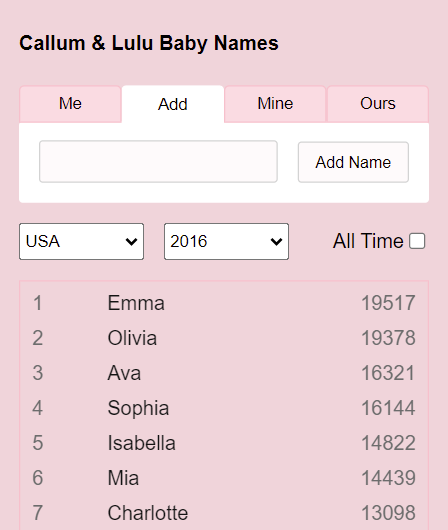 Callum & Lulu Baby Names
Me Add Mine Ours
Add Name
USA 2016 All Time
1 Emma 19517
2 Olivia 19378
3 Ava 16321
4 Sophia 16144
5 Isabella 14822
6 Mia 14439
7 Charlotte 13098